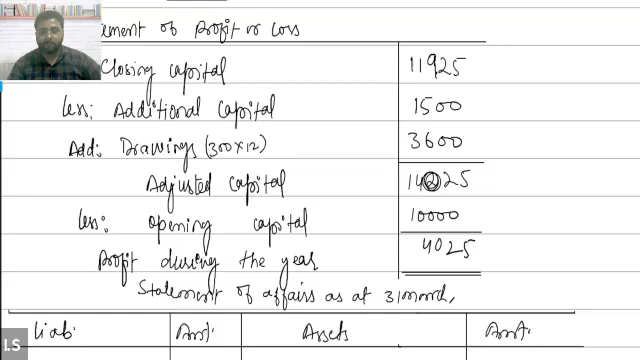 ement of Profit or Loss
Closing Capital 11925
Less: Additional Capital 1500
Add: Drawings (300×12) 3600
Adjusted Capital 14025
Less: Opening Capital 10000
Profit during the year 4025
Statement of affairs as at 31 march,
Liab. Amt. Assets Amt.
I.S